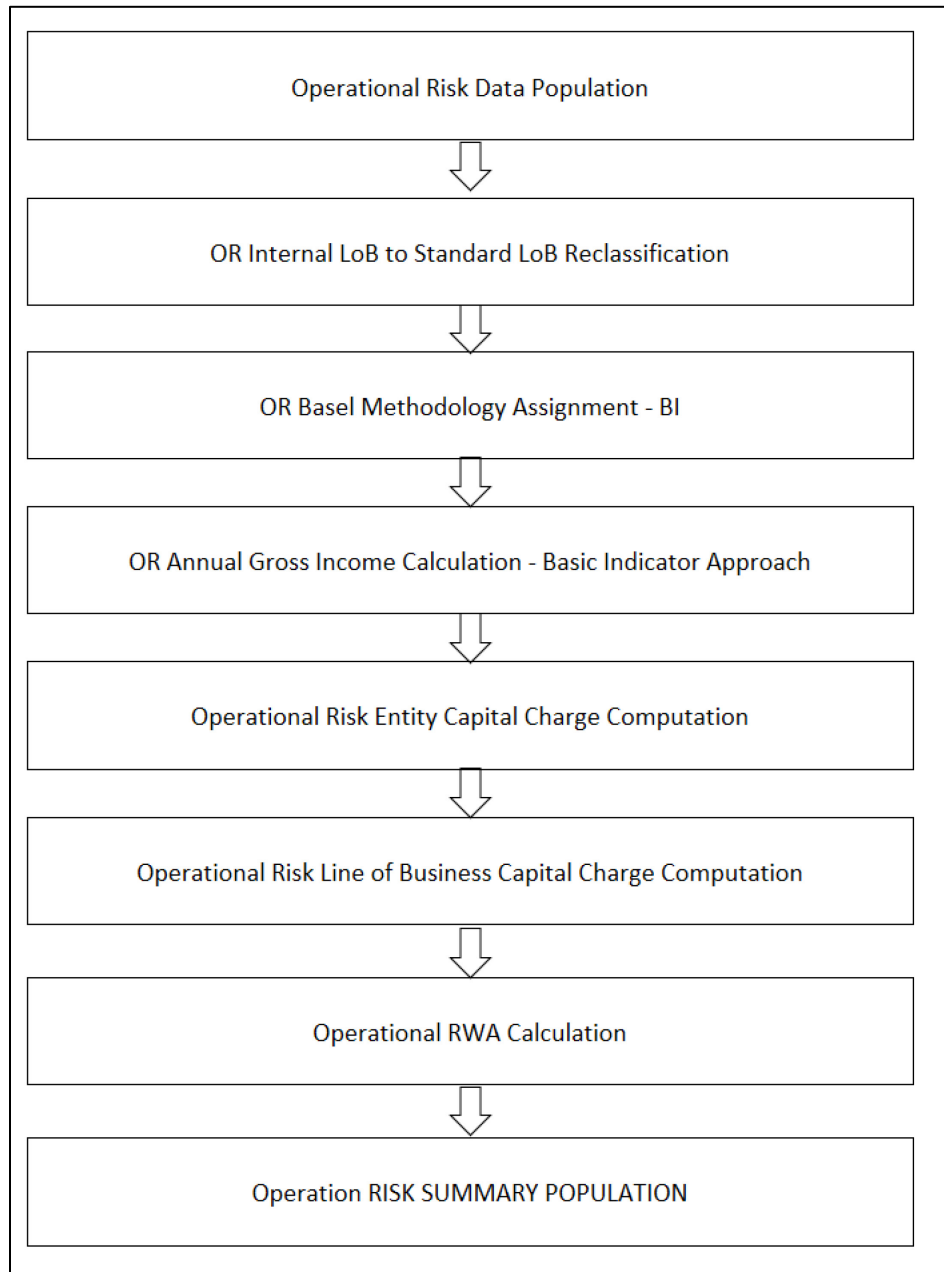 Operational Risk Data Population
OR Internal LoB to Standard LoB Reclassification
OR Basel Methodology Assignment - BI
OR Annual Gross Income Calculation - Basic Indicator Approach
Operational Risk Entity Capital Charge Computation
Operational Risk Line of Business Capital Charge Computation
Operational RWA Calculation
Operation RISK SUMMARY POPULATION